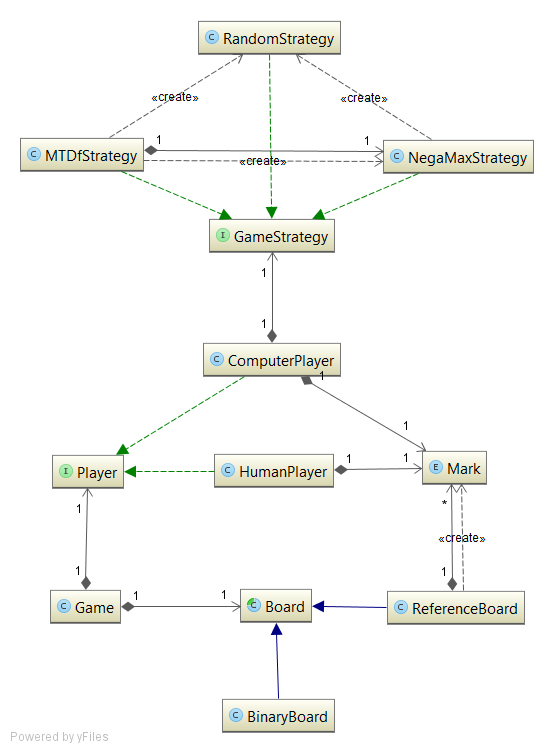 C RandomStrategy
«create»
«create»
C MTDfStrategy
1
1
«create»
C NegaMaxStrategy
I GameStrategy
1
1
C ComputerPlayer
1
1
I Player
C HumanPlayer
1
1
E Mark
1
*
«create»
1
1
C Game
1
1
C Board
C ReferenceBoard
C BinaryBoard
Powered by yFiles